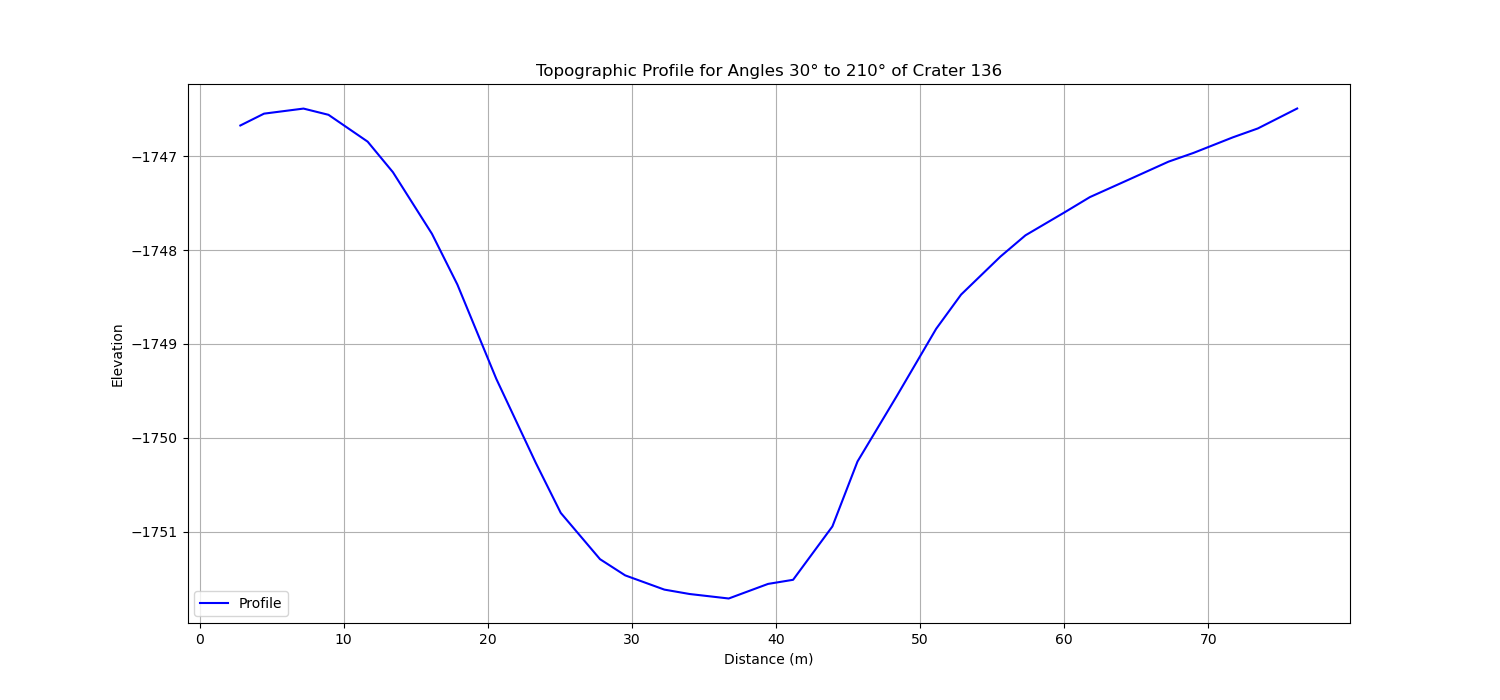 Topographic Profile for Angles 30° to 210° of Crater 136
Elevation
−1747
−1748
−1749
−1750
−1751
Profile
0 10 20 30 40 50 60 70
Distance (m)